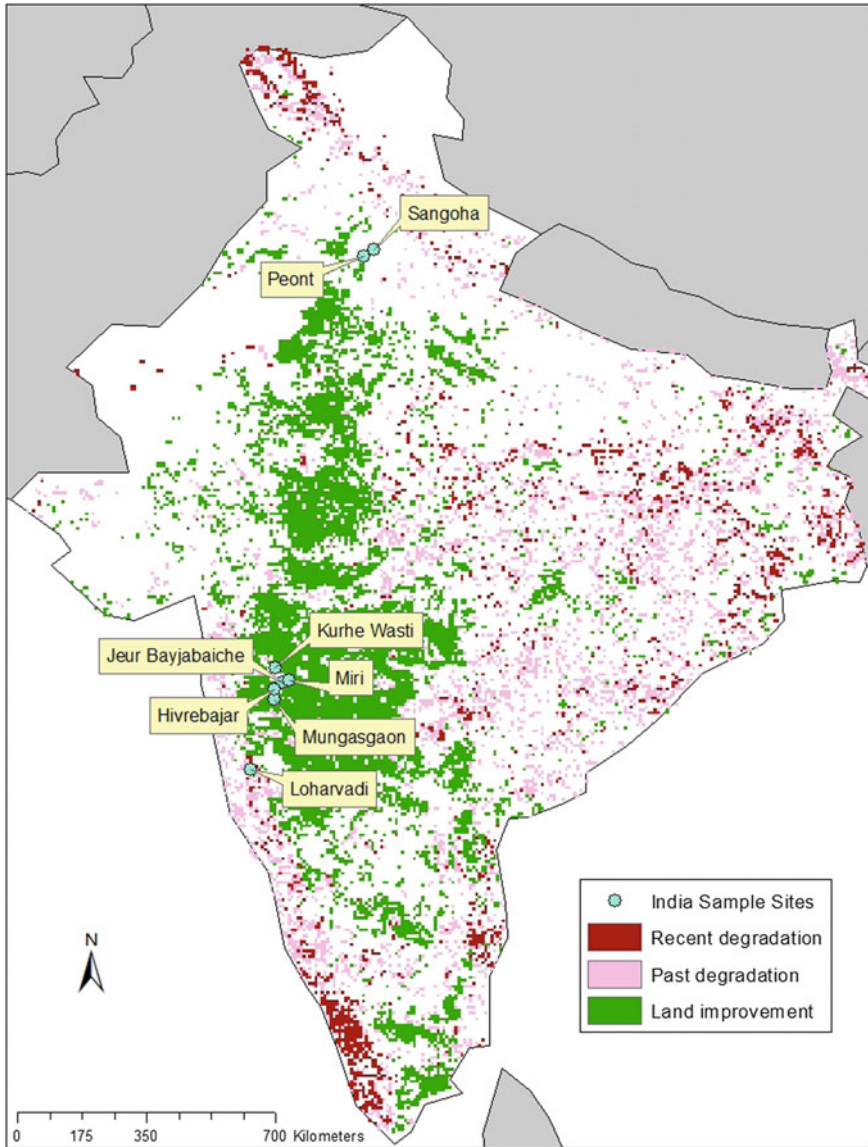 Sangoha
Peont
Kurhe Wasti
Jeur Bayjabaiche
Miri
Hivrebajar
Mungasgaon
Loharvadi
India Sample Sites
Recent degradation
Past degradation
Land improvement
N
0 175 350 700 Kilometers